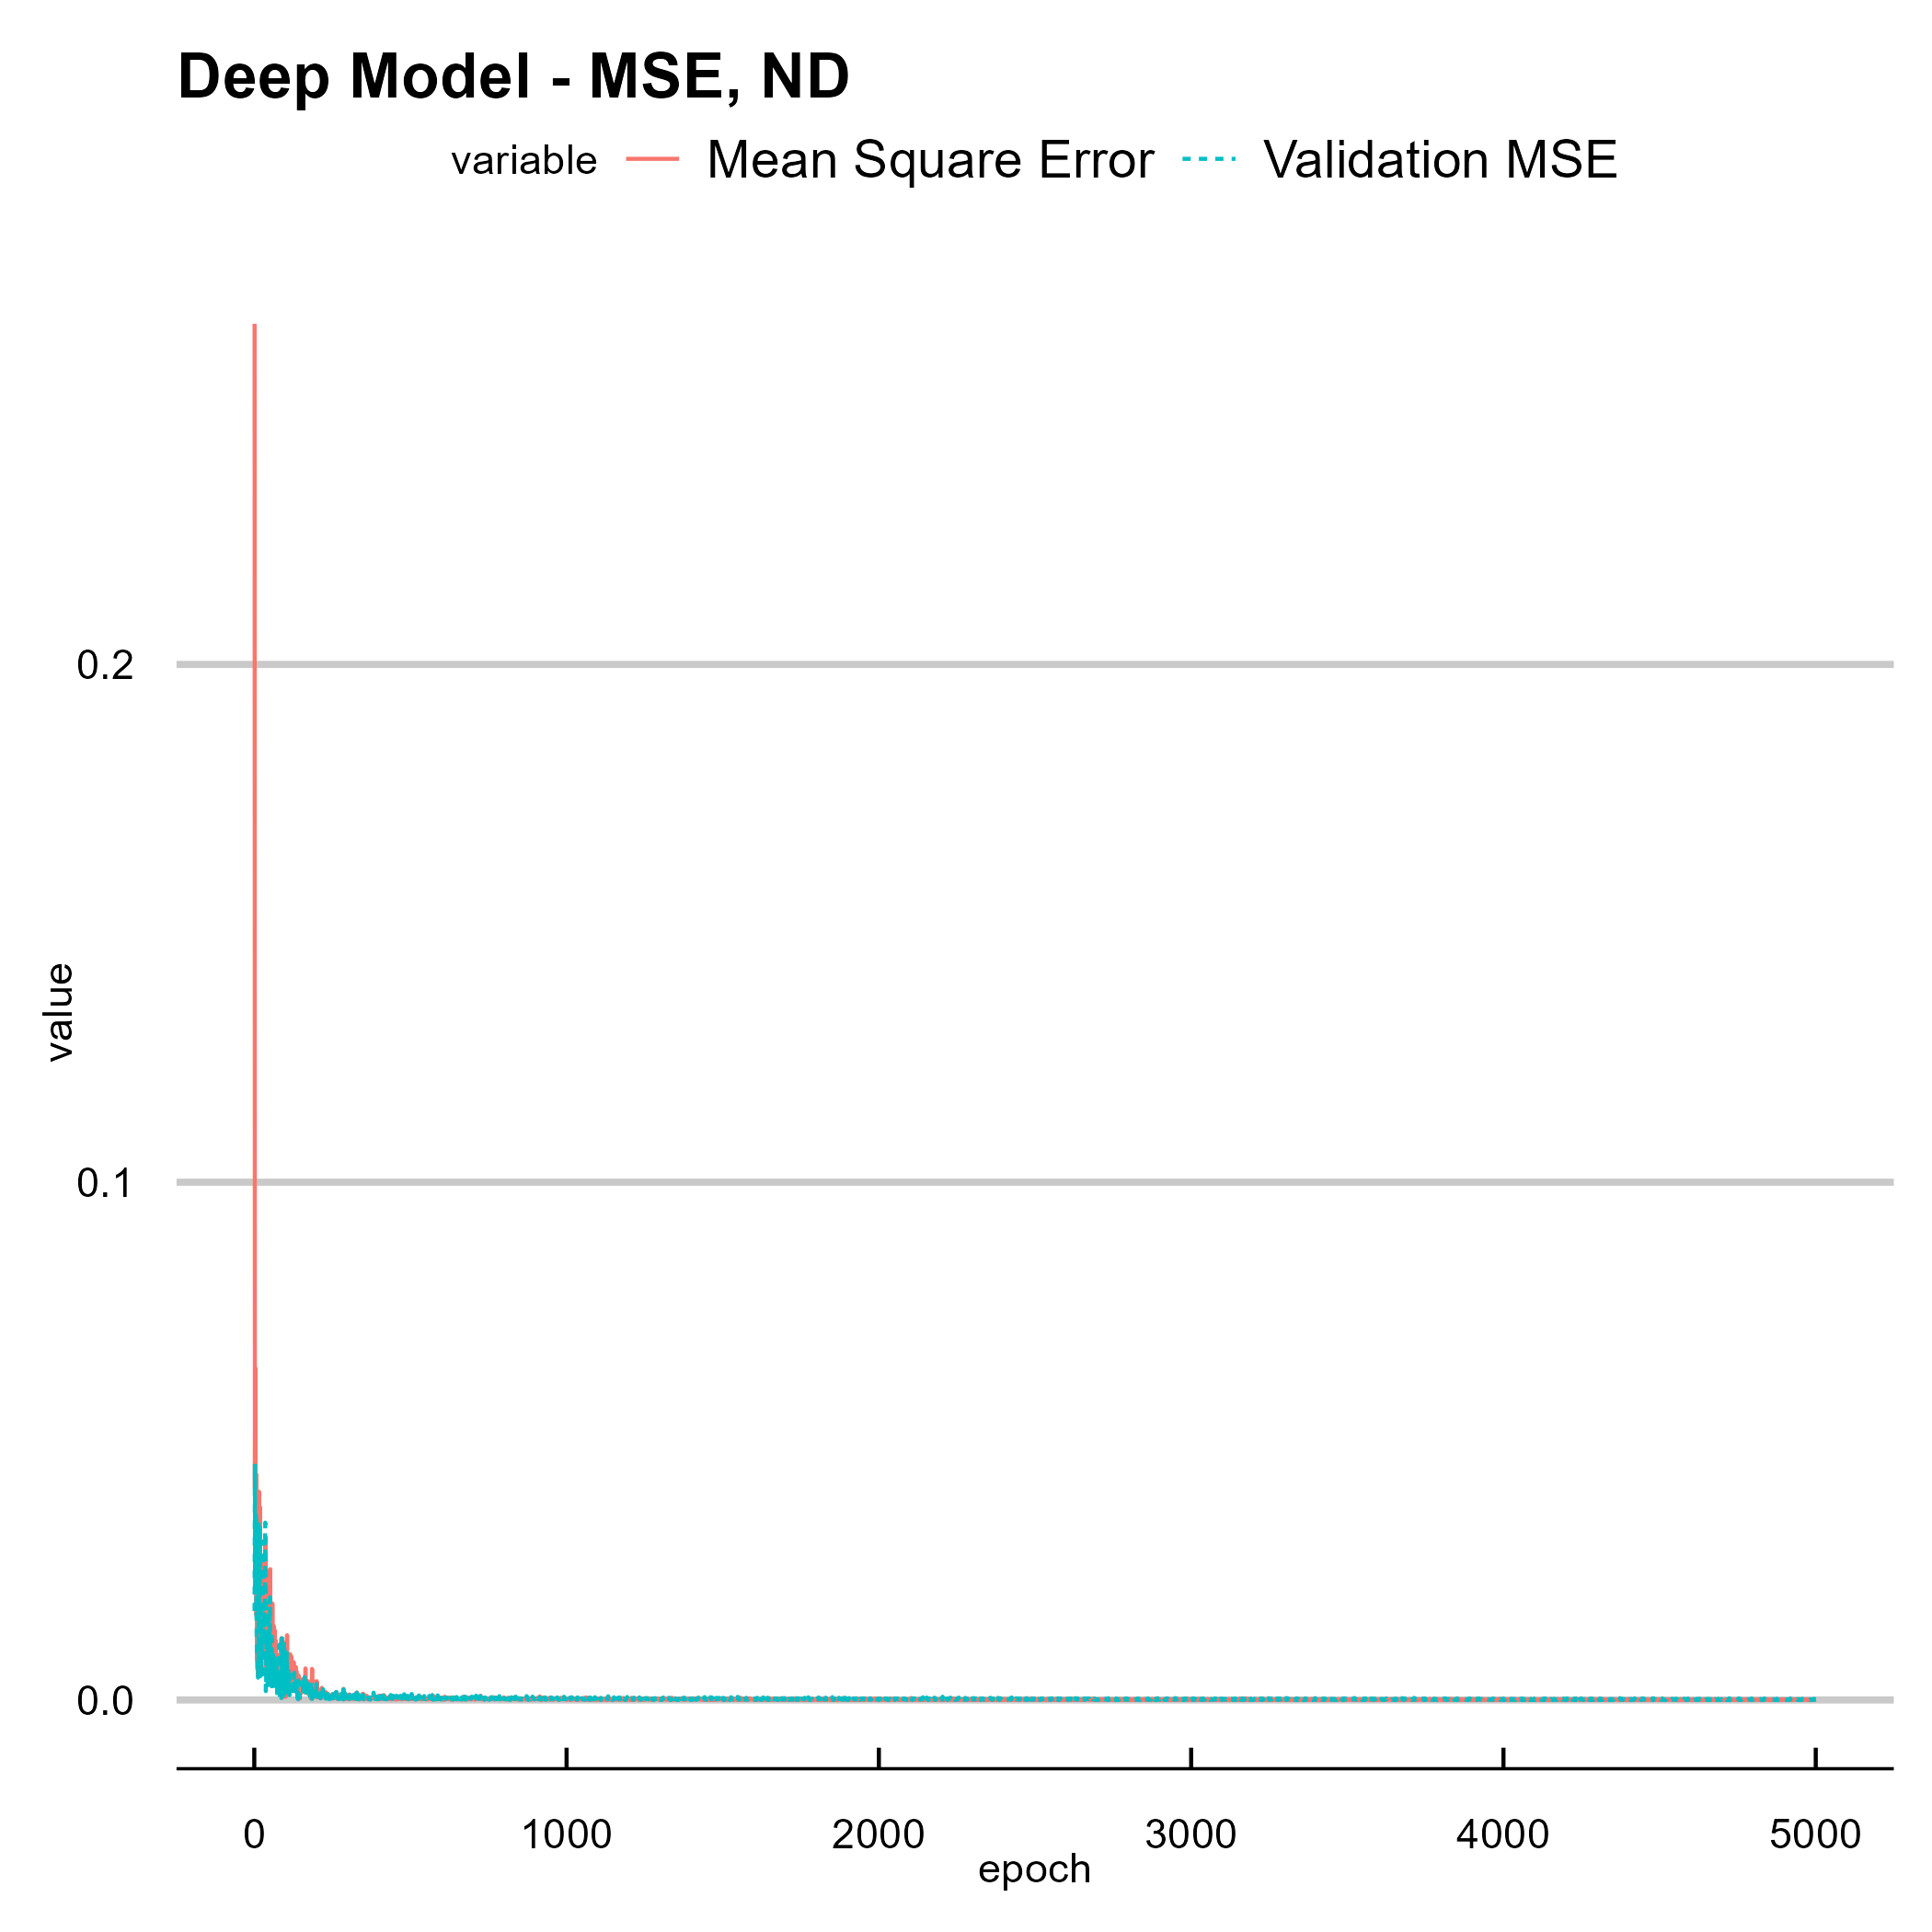 Deep Model - MSE, ND
variable Mean Square Error Validation MSE
0.2
0.1
0.0
value
0 1000 2000 3000 4000 5000
epoch